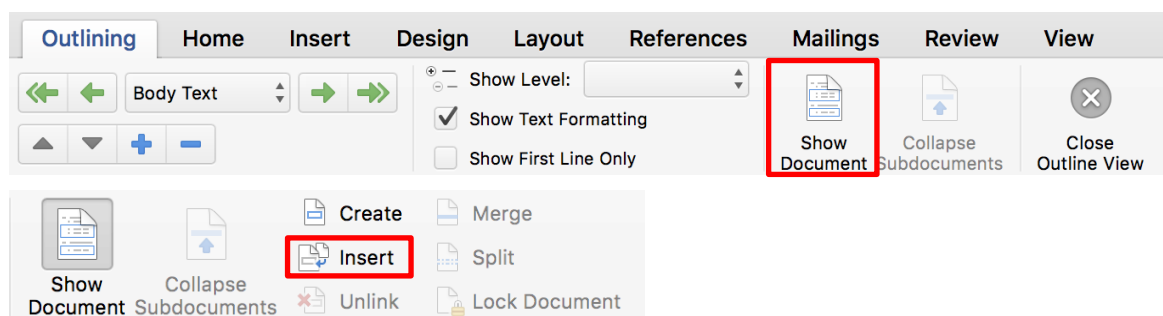 Outlining Home Insert Design Layout References Mailings Review View
Body Text
Show Level:
Show Text Formatting
Show First Line Only
Show
Document
Collapse
Subdocuments
Close
Outline View
Show
Document
Collapse
Subdocuments
Create
Insert
Unlink
Merge
Split
Lock Document